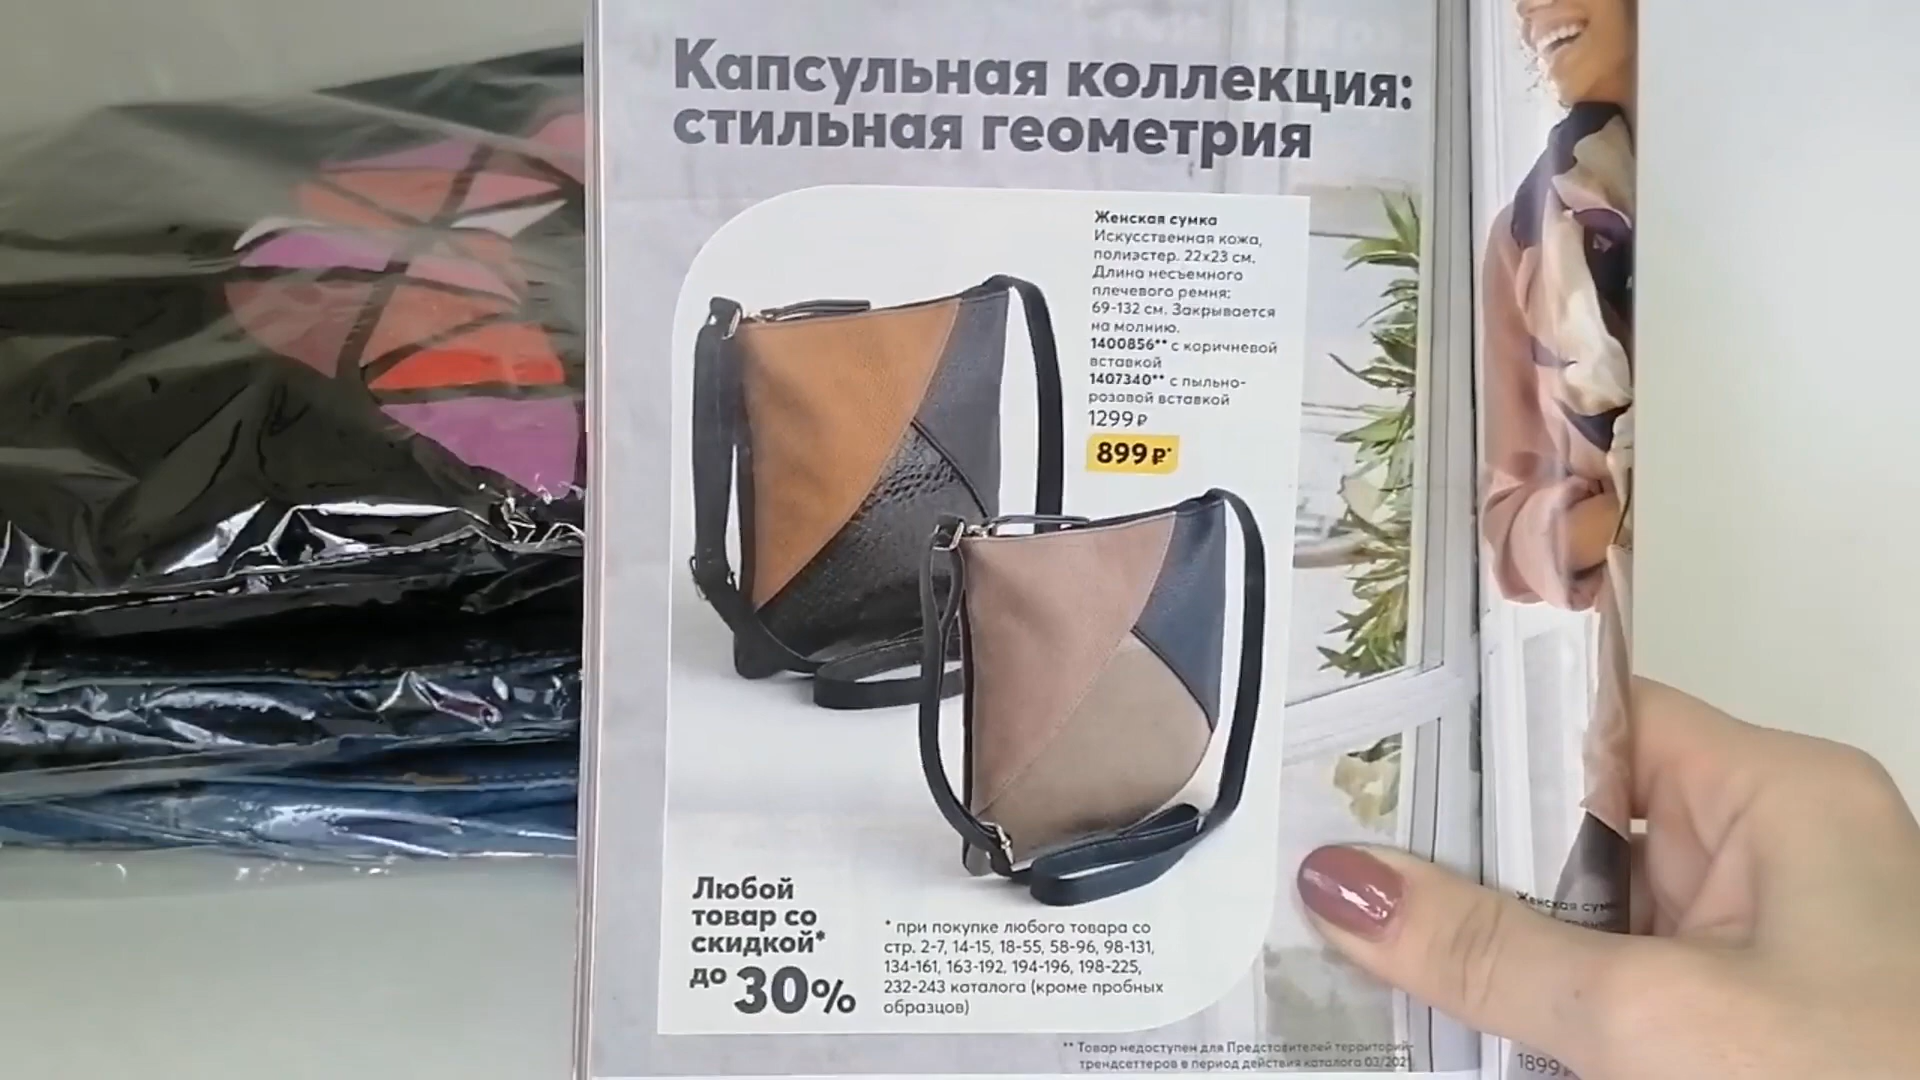 Капсульная коллекция:
стильная геометрия
Женская сумка
Искусственная кожа,
полиэстер. 22х23 см.
Длина несъемного
плечевого ремня:
69-132 см. Закрывается
на молнию.
1400856** с коричневой
вставкой
1407340** с пыльно-
розовой вставкой
1299 ₽
899 ₽*
Любой
товар со
скидкой*
до 30%
* при покупке любого товара со
стр. 2-7, 14-15, 18-55, 58-96, 98-131,
134-161, 163-192, 194-196, 198-225,
232-243 каталога (кроме пробных
образцов)
** Товар недоступен для Представителей территорий-
трендсеттеров в период действия каталога 03/2021
Женская
1899